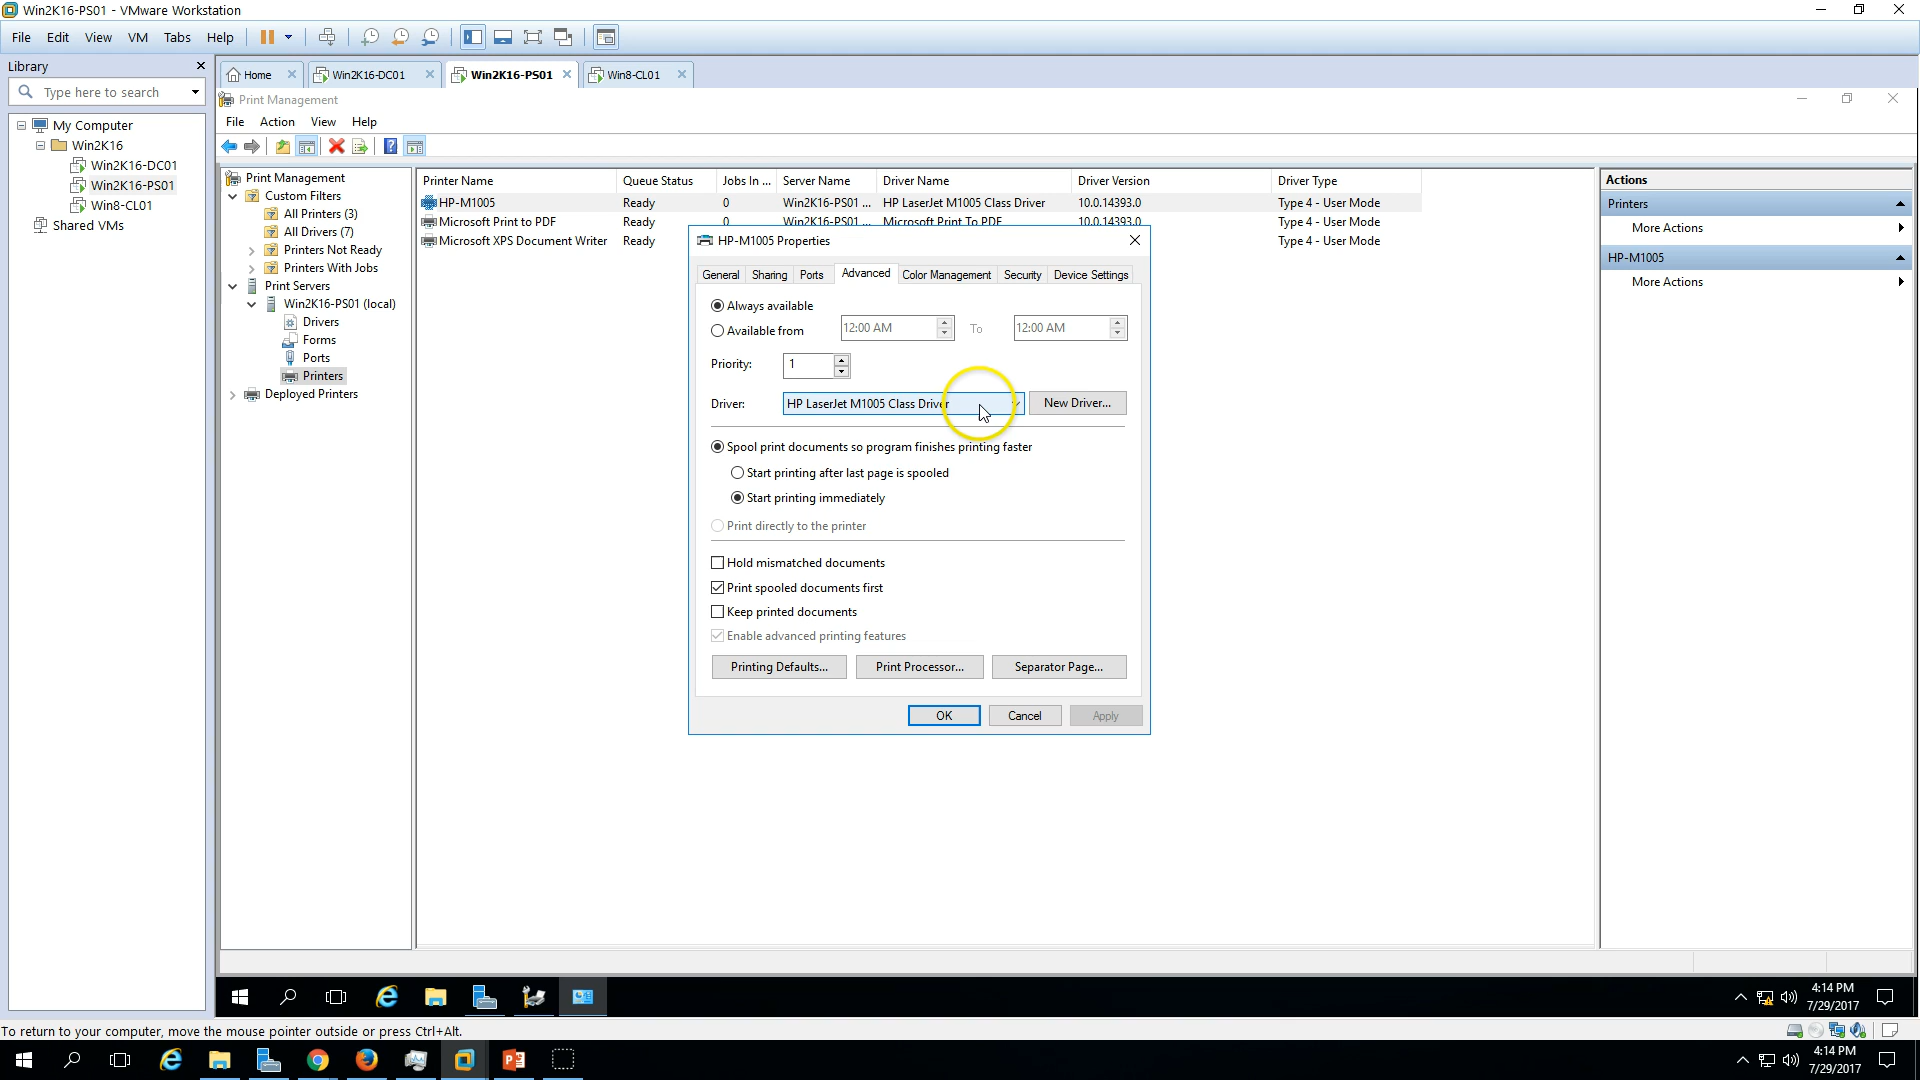 Win2K16-PS01 - VMware Workstation
File Edit View VM Tabs Help
Library
Type here to search
My Computer
Win2K16
Win2K16-DC01
Win2K16-PS01
Win8-CL01
Shared VMs
Home Win2K16-DC01 Win2K16-PS01 Win8-CL01
Print Management
File Action View Help
Print Management
Custom Filters
All Printers (3)
All Drivers (7)
Printers Not Ready
Printers With Jobs
Print Servers
Win2K16-PS01 (local)
Drivers
Forms
Ports
Printers
Deployed Printers
Printer Name Queue Status Jobs In ... Server Name Driver Name Driver Version Driver Type
HP-M1005 Ready 0 Win2K16-PS01 ... HP LaserJet M1005 Class Driver 10.0.14393.0 Type 4 - User Mode
Microsoft Print to PDF Ready 0 Win2K16-PS01 ... Microsoft Print To PDF 10.0.14393.0 Type 4 - User Mode
Microsoft XPS Document Writer Ready Type 4 - User Mode
HP-M1005 Properties
General Sharing Ports Advanced Color Management Security Device Settings
Always available
Available from 12:00 AM To 12:00 AM
Priority: 1
Driver: HP LaserJet M1005 Class Driver New Driver...
Spool print documents so program finishes printing faster
Start printing after last page is spooled
Start printing immediately
Print directly to the printer
Hold mismatched documents
Print spooled documents first
Keep printed documents
Enable advanced printing features
Printing Defaults... Print Processor... Separator Page...
OK Cancel Apply
Actions
Printers
More Actions
HP-M1005
More Actions
4:14 PM
7/29/2017
To return to your computer, move the mouse pointer outside or press Ctrl+Alt.
4:14 PM
7/29/2017